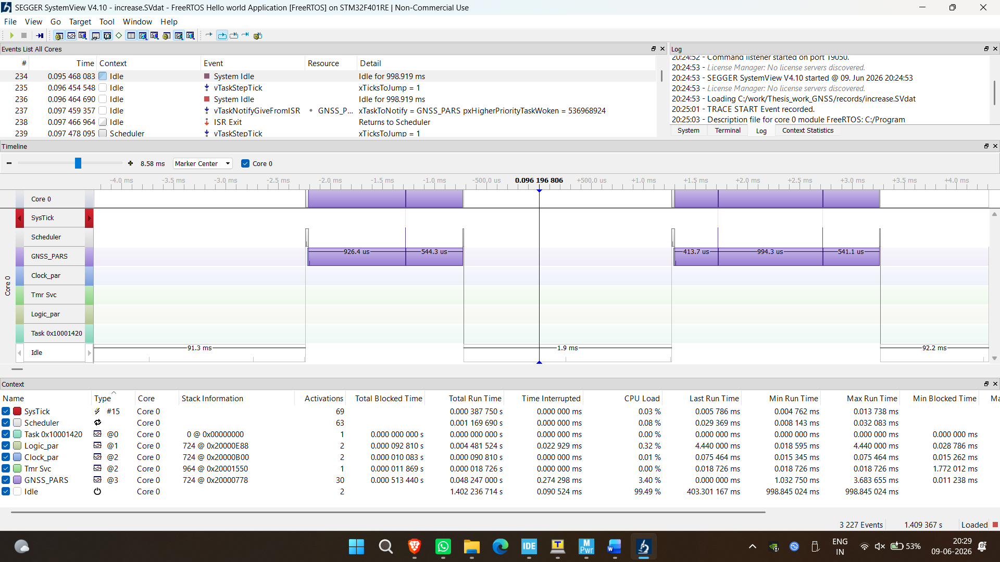 SEGGER SystemView V4.10 - increase.SVdat - FreeRTOS Hello world Application [FreeRTOS] on STM32F401RE | Non-Commercial Use
File View Go Target Tool Window Help
Events List All Cores
# Time Context Event Resource Detail
234 0.095 468 083 Idle System Idle Idle for 998.919 ms
235 0.096 454 548 Idle vTaskStepTick xTicksToJump = 1
236 0.096 464 690 Idle System Idle Idle for 998.919 ms
237 0.097 459 357 Idle vTaskNotifyGiveFromISR GNSS_P... xTaskToNotify = GNSS_PARS pxHigherPriorityTaskWoken = 536968924
238 0.097 466 964 Idle ISR Exit Returns to Scheduler
239 0.097 478 095 Scheduler vTaskStepTick xTicksToJump = 1
Log
20:24:52 - Command listener started on port 19050.
20:24:53 - License Manager: No license servers discovered.
20:24:53 - SEGGER SystemView V4.10 started @ 09. Jun 2026 20:24:53
20:24:53 - License Manager: No license servers discovered.
20:24:53 - Loading C:/work/Thesis_work_GNSS/records/increase.SVdat
20:25:01 - TRACE START Event recorded.
20:25:03 - Description file for core 0 module FreeRTOS: C:/Program
System Terminal Log Context Statistics
Timeline
8.58 ms Marker Center Core 0
-4.0 ms -3.5 ms -3.0 ms -2.5 ms -2.0 ms -1.5 ms -1.0 ms -500.0 us 0.096 196 806 +500.0 us +1.0 ms +1.5 ms +2.0 ms +2.5 ms +3.0 ms +3.5 ms +4.0 ms
Core 0
Core 0
SysTick
Scheduler
GNSS_PARS 926.4 us 544.3 us 413.7 us 994.3 us 541.1 us
Clock_par
Tmr Svc
Logic_par
Task 0x10001420
Idle 91.3 ms 1.9 ms 92.2 ms
Context
Name Type Core Stack Information Activations Total Blocked Time Total Run Time Time Interrupted CPU Load Last Run Time Min Run Time Max Run Time Min Blocked Time Ma
SysTick #15 Core 0 69 0.000 387 750 s 0.000 000 ms 0.03 % 0.005 786 ms 0.004 762 ms 0.013 738 ms
Scheduler Core 0 63 0.001 169 690 s 0.000 000 ms 0.08 % 0.029 369 ms 0.008 143 ms 0.032 083 ms
Task 0x10001420 @0 Core 0 0 @ 0x00000000 1 0.000 000 000 s 0.000 000 000 s 0.000 000 ms 0.00 % 0.000 000 ms 0.000 000 ms 0.000 000 ms 0.000 000 ms
Logic_par @1 Core 0 724 @ 0x20000E88 2 0.000 092 810 s 0.004 481 524 s 0.022 929 ms 0.32 % 4.440 000 ms 0.018 595 ms 4.440 000 ms 0.028 786 ms
Clock_par @2 Core 0 724 @ 0x20000B00 2 0.000 010 083 s 0.000 090 810 s 0.000 000 ms 0.01 % 0.075 464 ms 0.015 345 ms 0.075 464 ms 0.015 262 ms
Tmr Svc @2 Core 0 964 @ 0x20001550 1 0.000 011 869 s 0.000 018 726 s 0.000 000 ms 0.00 % 0.018 726 ms 0.018 726 ms 0.018 726 ms 1.772 012 ms
GNSS_PARS @3 Core 0 724 @ 0x20000778 30 0.000 513 440 s 0.048 247 000 s 0.274 298 ms 3.40 % 0.000 000 ms 1.032 750 ms 3.683 655 ms 0.011 238 ms
Idle Core 0 2 1.402 236 714 s 0.090 524 ms 99.49 % 403.301 167 ms 998.845 024 ms 998.845 024 ms
3 227 Events 1.409 367 s Loaded
IDE T M Pwr W
ENG IN 53% 20:29 09-06-2026